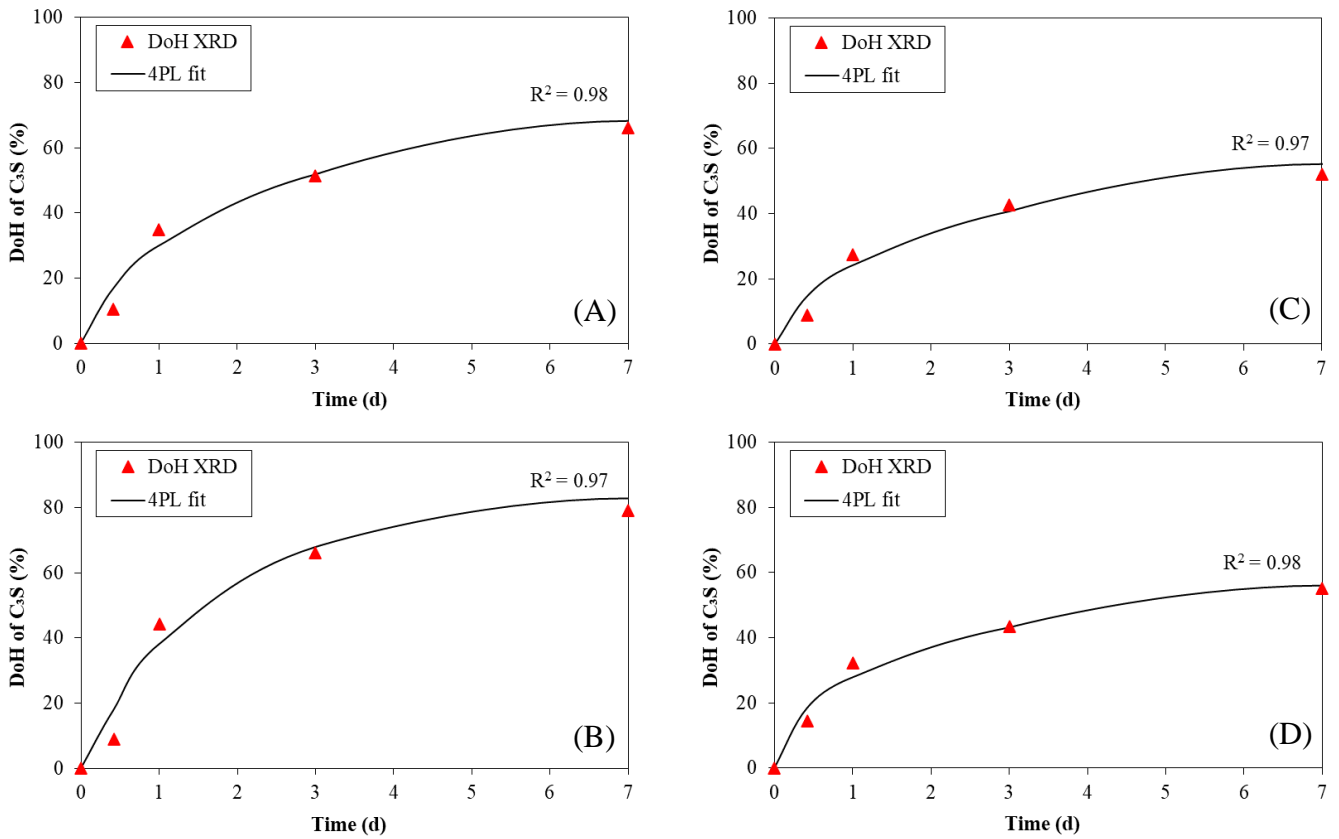 100
80
60
40
20
0
DoH of C₃S (%)
DoH XRD
4PL fit
R² = 0.98
(A)
0 1 2 3 4 5 6 7
Time (d)
100
80
60
40
20
0
DoH of C₃S (%)
DoH XRD
4PL fit
R² = 0.97
(C)
0 1 2 3 4 5 6 7
Time (d)
100
80
60
40
20
0
DoH of C₃S (%)
DoH XRD
4PL fit
R² = 0.97
(B)
0 1 2 3 4 5 6 7
Time (d)
100
80
60
40
20
0
DoH of C₃S (%)
DoH XRD
4PL fit
R² = 0.98
(D)
0 1 2 3 4 5 6 7
Time (d)